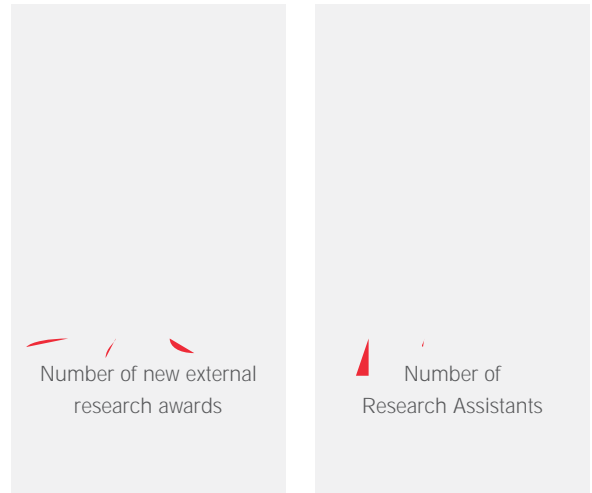 Number of new external
research awards
Number of
Research Assistants